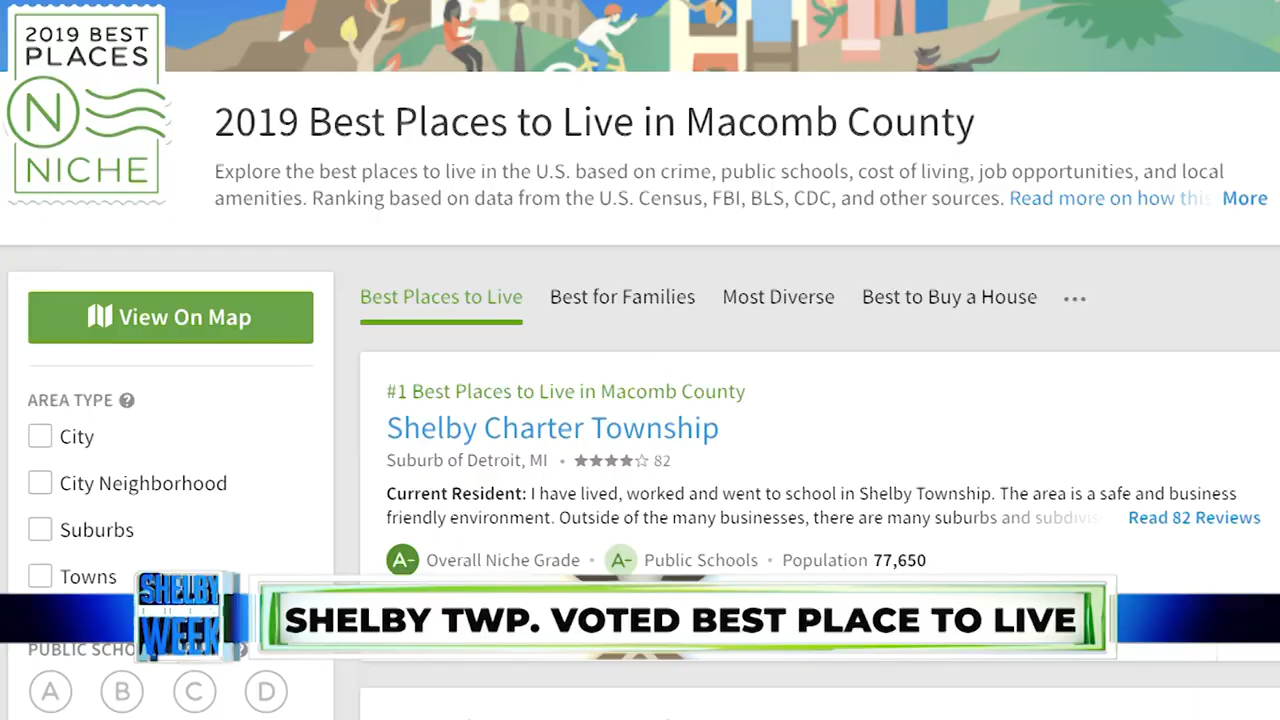 2019 BEST
PLACES
N
NICHE
2019 Best Places to Live in Macomb County
Explore the best places to live in the U.S. based on crime, public schools, cost of living, job opportunities, and local
amenities. Ranking based on data from the U.S. Census, FBI, BLS, CDC, and other sources. Read more on how this More
View On Map
Best Places to Live
Best for Families
Most Diverse
Best to Buy a House
•••
AREA TYPE ?
City
City Neighborhood
Suburbs
Towns
#1 Best Places to Live in Macomb County
Shelby Charter Township
Suburb of Detroit, MI • ★★★★☆ 82
Current Resident: I have lived, worked and went to school in Shelby Township. The area is a safe and business
friendly environment. Outside of the many businesses, there are many suburbs and subdivis Read 82 Reviews
A- Overall Niche Grade • A- Public Schools • Population 77,650
SHELBY
THIS
WEEK
SHELBY TWP. VOTED BEST PLACE TO LIVE
PUBLIC SCHO
A B C D